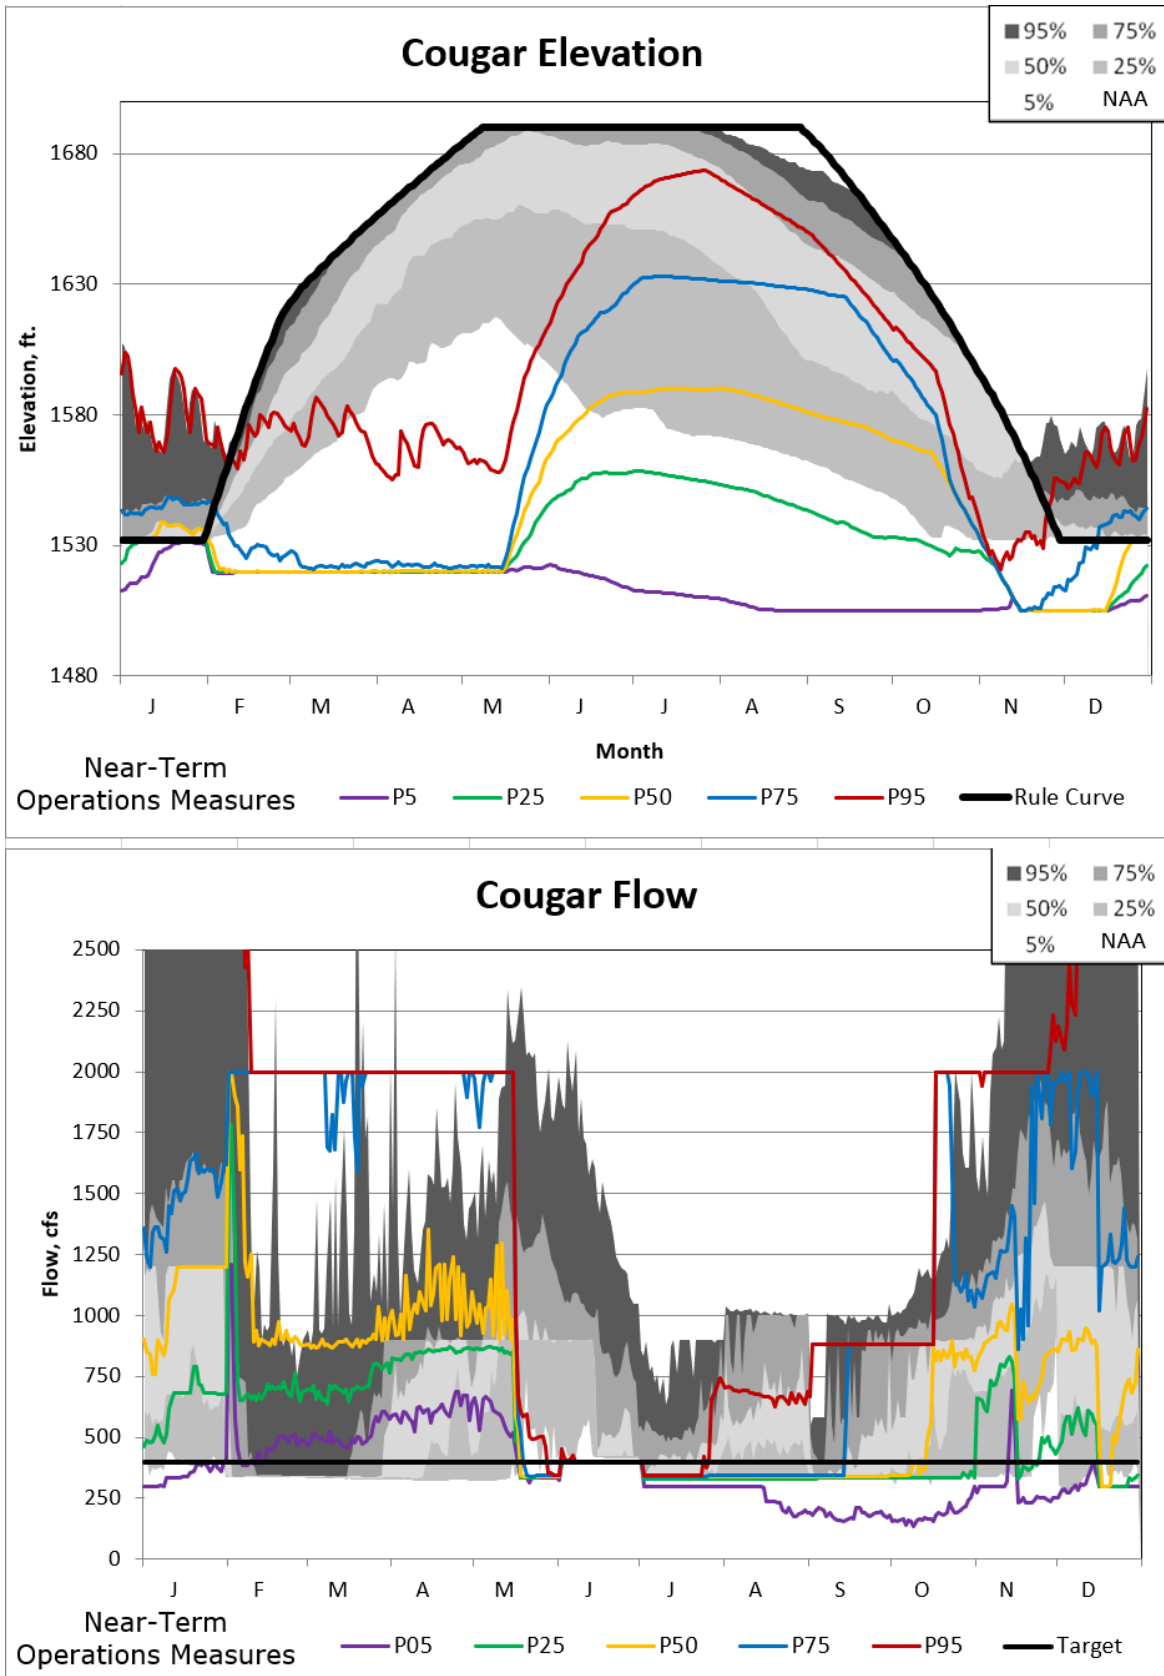 Cougar Elevation
95% 75%
50% 25%
5% NAA
1680
1630
1580
1530
1480
Elevation, ft.
J F M A M J J A S O N D
Month
Near-Term
Operations Measures
P5 P25 P50 P75 P95 Rule Curve
Cougar Flow
95% 75%
50% 25%
5% NAA
2500
2250
2000
1750
1500
1250
1000
750
500
250
0
Flow, cfs
J F M A M J J A S O N D
Near-Term
Operations Measures
P05 P25 P50 P75 P95 Target